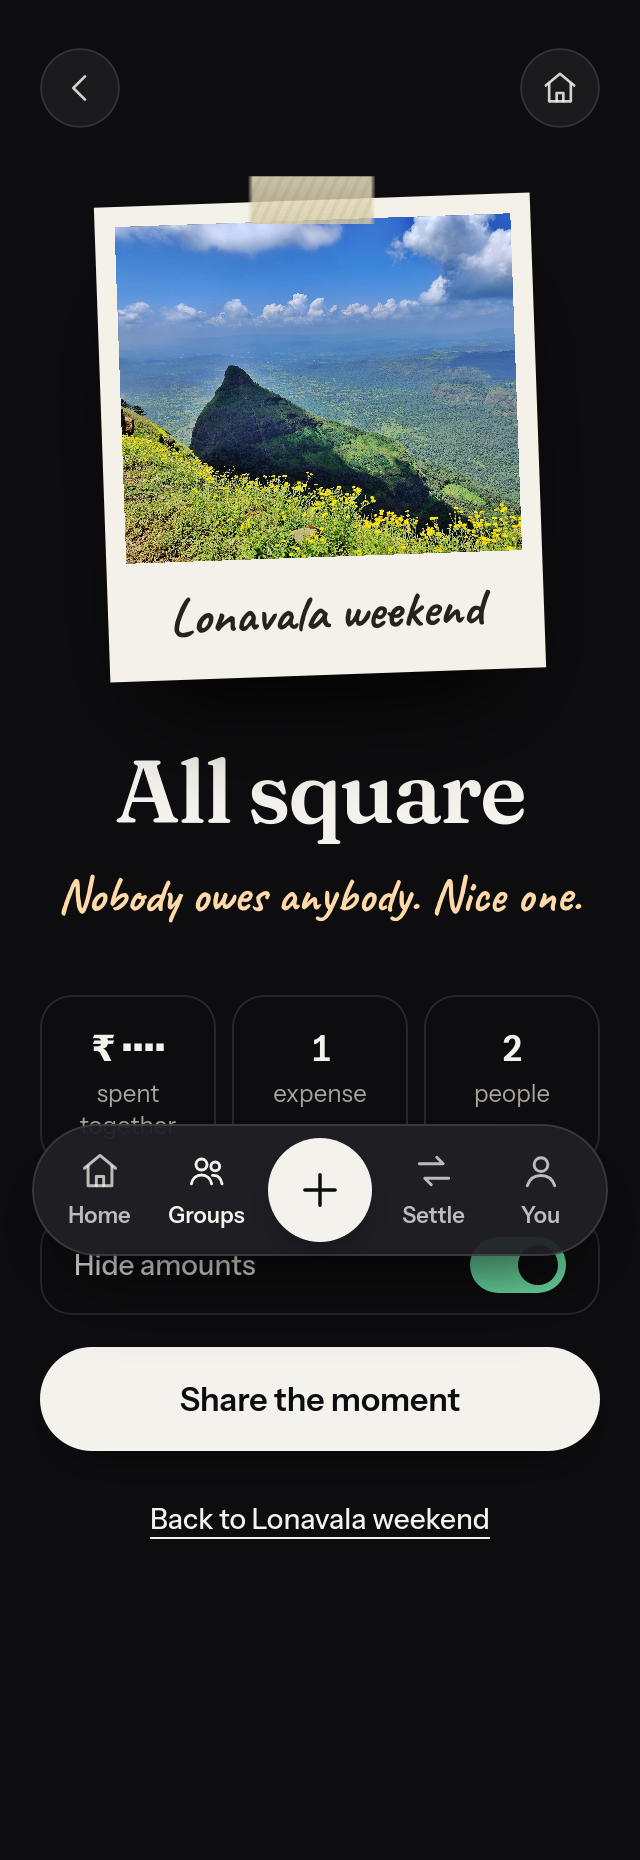 Lonavala weekend
All square
Nobody owes anybody. Nice one.
₹ ····
spent
together
1
expense
2
people
Home
Groups
Settle
You
Hide amounts
Share the moment
Back to Lonavala weekend